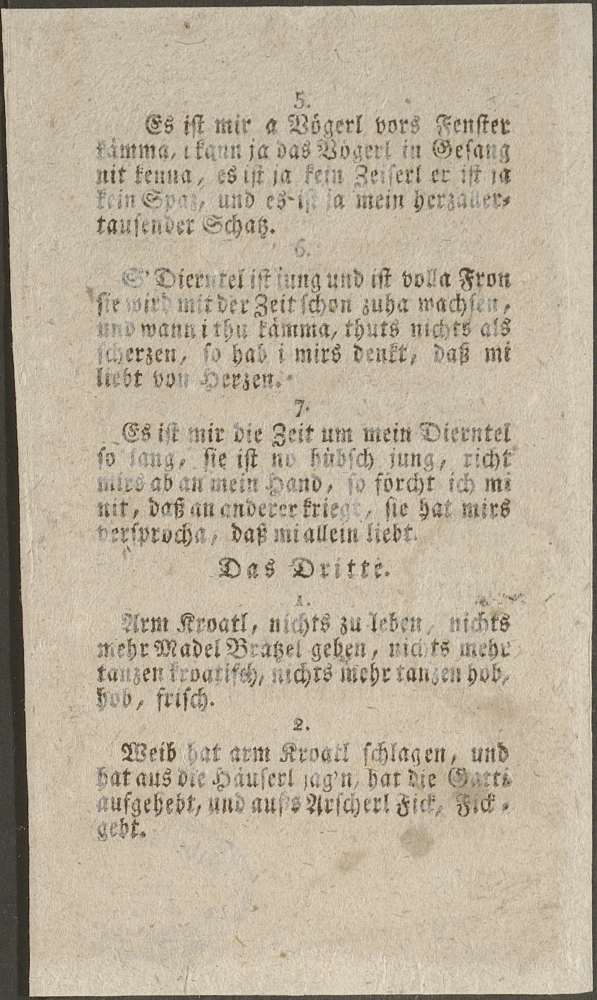 5.
Es ist mir a Vögerl vors Fenster
kämma, i kann ja das Vögerl in Gesang
nit kenna, es ist ja kein Zeiserl er ist ja
kein Spaz, und es ist ja mein herzaller-
tausender Schatz.
6.
S' Dierntel ist jung und ist volla Fron
sie wird mit der Zeit schon zuha wachsen,
und wann i thu kämma, thuts nichts als
scherzen, so hab i mirs denkt, daß mi
liebt von Herzen.
7.
Es ist mir die Zeit um mein Dierntel
so lang, sie ist no hübsch jung, richt
mirs ab an mein Hand, so förcht ich mi
nit, daß an anderer kriegt, sie hat mirs
versprocha, daß mi allein liebt.
Das Dritte.
1.
Arm Kroatl, nichts zu leben, nichts
mehr Madel Bratzel geben, nichts mehr
tanzen kroatisch, nichts mehr tanzen hob,
hob, frisch.
2.
Weib hat arm Kroatl schlagen, und
hat aus die Häuserl jag'n, hat die Gatti
aufgehebt, und aufs Arscherl Fick, Fick
gebt.